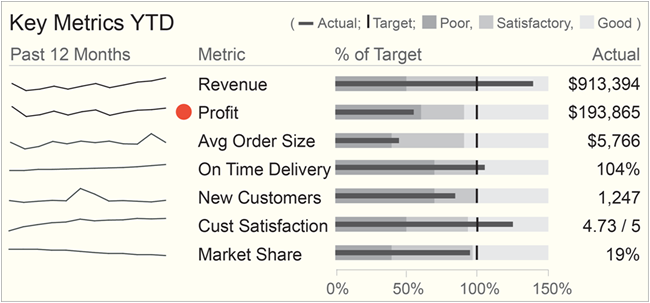 Key Metrics YTD ( Actual; Target; Poor, Satisfactory, Good )
Past 12 Months Metric % of Target Actual
Revenue $913,394
Profit $193,865
Avg Order Size $5,766
On Time Delivery 104%
New Customers 1,247
Cust Satisfaction 4.73 / 5
Market Share 19%
0% 50% 100% 150%